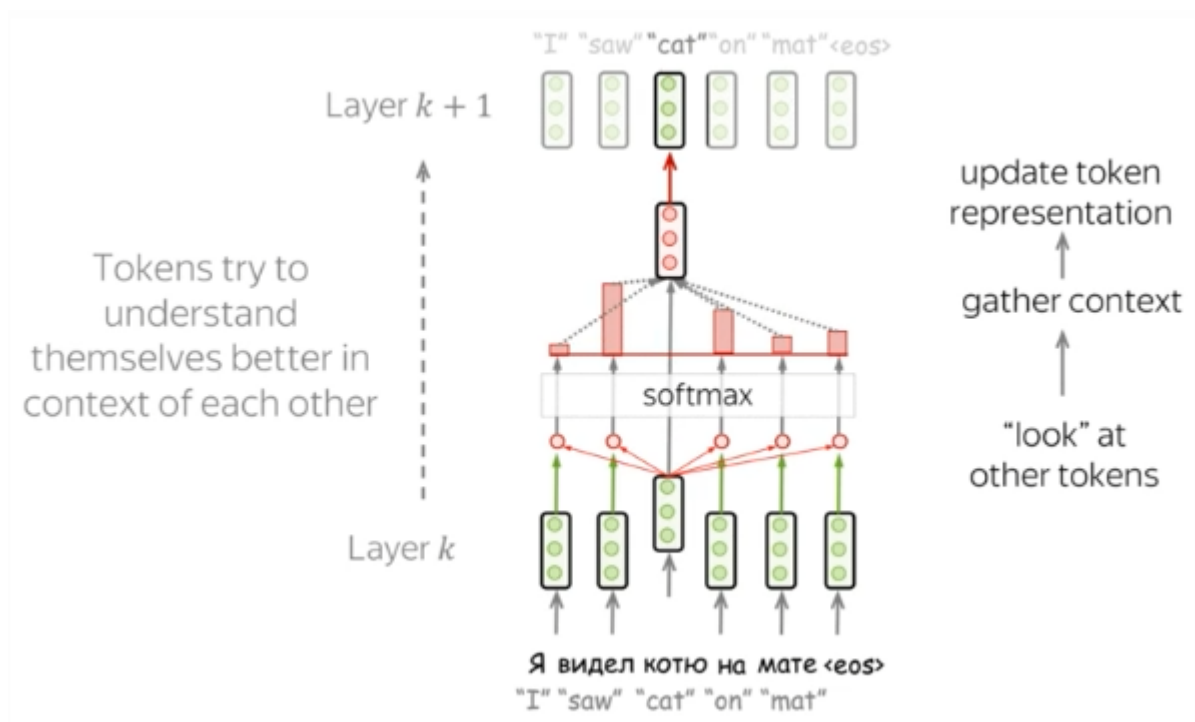 “I” “saw” “cat” “on” “mat” <eos>
Layer k + 1
update token
representation
Tokens try to
understand
themselves better in
context of each other
gather context
softmax
“look” at
other tokens
Layer k
Я видел котю на мате <eos>
“I” “saw” “cat” “on” “mat”